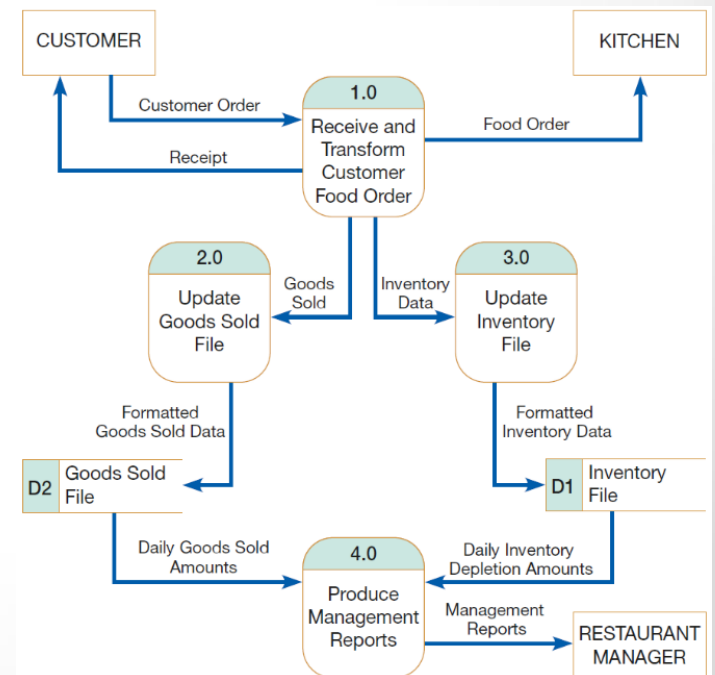 CUSTOMER
KITCHEN
Customer Order
1.0
Receive and
Transform
Customer
Food Order
Food Order
Receipt
2.0
Update
Goods Sold
File
Goods
Sold
Inventory
Data
3.0
Update
Inventory
File
Formatted
Goods Sold Data
Formatted
Inventory Data
D2
Goods Sold
File
D1
Inventory
File
Daily Goods Sold
Amounts
4.0
Produce
Management
Reports
Daily Inventory
Depletion Amounts
Management
Reports
RESTAURANT
MANAGER